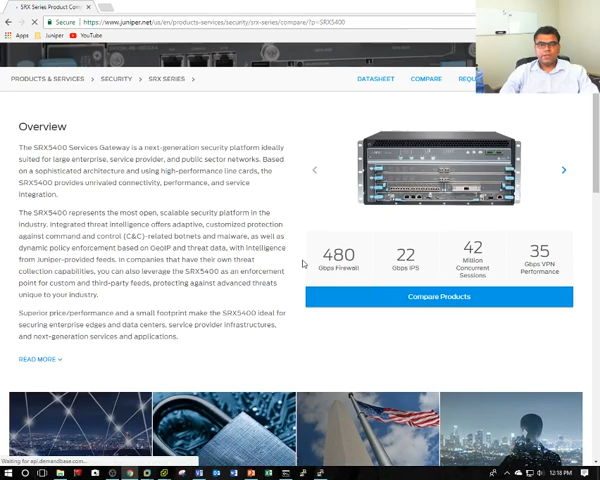 SRX Series Product Comp
Secure
https://www.juniper.net/us/en/products-services/security/srx-series/compare/?p=SRX5400
Apps
Juniper
YouTube
PRODUCTS & SERVICES
SECURITY
SRX SERIES
DATASHEET
COMPARE
REQU
Overview
The SRX5400 Services Gateway is a next-generation security platform ideally
suited for large enterprise, service provider, and public sector networks. Based
on a sophisticated architecture and using high-performance line cards, the
SRX5400 provides unrivaled connectivity, performance, and service
integration.
The SRX5400 represents the most open, scalable security platform in the
industry. Integrated threat intelligence offers adaptive, customized protection
against command and control (C&C)-related botnets and malware, as well as
dynamic policy enforcement based on GeoIP and threat data, with intelligence
from Juniper-provided feeds. In companies that have their own threat
collection capabilities, you can also leverage the SRX5400 as an enforcement
point for custom and third-party feeds, protecting against advanced threats
unique to your industry.
Superior price/performance and a small footprint make the SRX5400 ideal for
securing enterprise edges and data centers, service provider infrastructures,
and next-generation services and applications.
READ MORE
480
Gbps Firewall
22
Gbps IPS
42
Million
Concurrent
Sessions
35
Gbps VPN
Performance
Compare Products
Waiting for api.demandbase.com...
12:18 PM